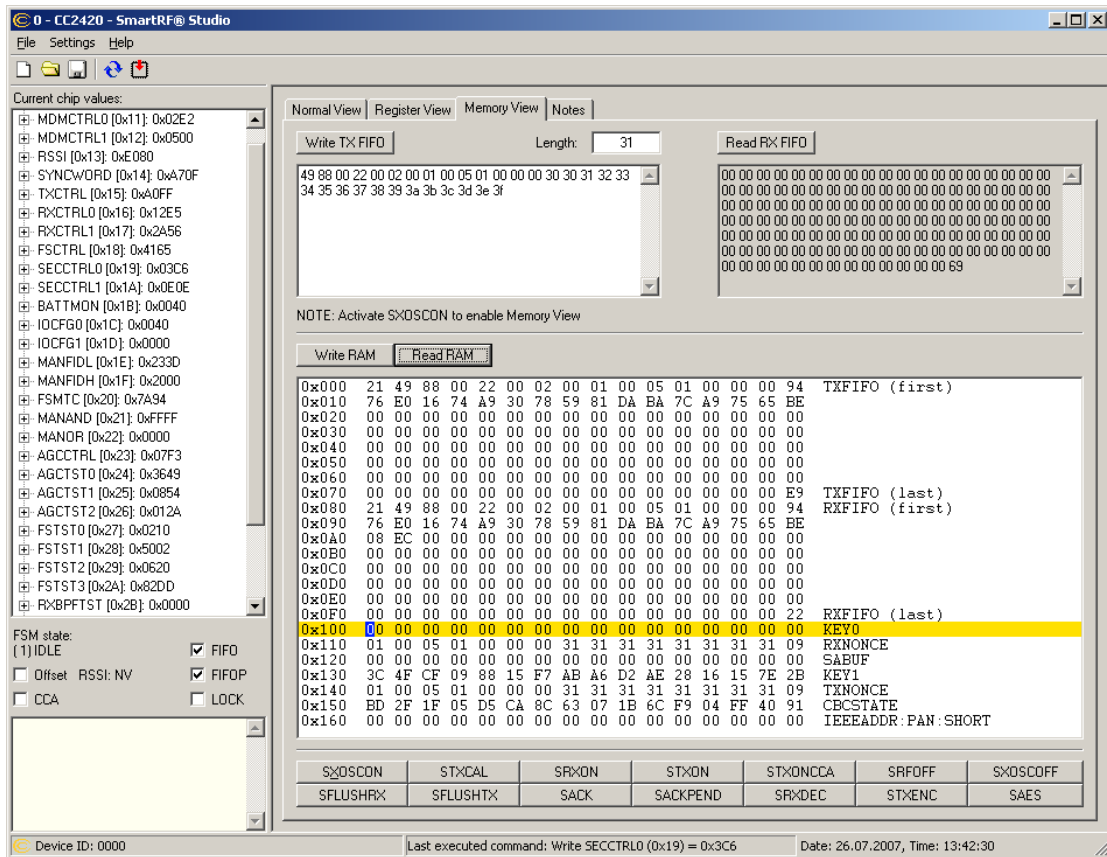 0 - CC2420 - SmartRF® Studio
File Settings Help
Current chip values:
MDMCTRL0 [0x11]: 0x02E2
MDMCTRL1 [0x12]: 0x0500
RSSI [0x13]: 0xE080
SYNCWORD [0x14]: 0xA70F
TXCTRL [0x15]: 0xA0FF
RXCTRL0 [0x16]: 0x12E5
RXCTRL1 [0x17]: 0x2A56
FSCTRL [0x18]: 0x4165
SECCTRL0 [0x19]: 0x03C6
SECCTRL1 [0x1A]: 0x0E0E
BATTMON [0x1B]: 0x0040
IOCFG0 [0x1C]: 0x0040
IOCFG1 [0x1D]: 0x0000
MANFIDL [0x1E]: 0x233D
MANFIDH [0x1F]: 0x2000
FSMTC [0x20]: 0x7A94
MANAND [0x21]: 0xFFFF
MANOR [0x22]: 0x0000
AGCCTRL [0x23]: 0x07F3
AGCTST0 [0x24]: 0x3649
AGCTST1 [0x25]: 0x0854
AGCTST2 [0x26]: 0x012A
FSTST0 [0x27]: 0x0210
FSTST1 [0x28]: 0x5002
FSTST2 [0x29]: 0x0620
FSTST3 [0x2A]: 0x82DD
RXBPFTST [0x2B]: 0x0000
FSM state:
(1) IDLE
FIFO
Offset RSSI: NV
FIFOP
CCA
LOCK
Normal View Register View Memory View Notes
Write TX FIFO Length: 31 Read RX FIFO
49 88 00 22 00 02 00 01 00 05 01 00 00 00 30 30 31 32 33
34 35 36 37 38 39 3a 3b 3c 3d 3e 3f
00 00 00 00 00 00 00 00 00 00 00 00 00 00 00 00 00 00 00
00 00 00 00 00 00 00 00 00 00 00 00 00 00 00 00 00 00 00
00 00 00 00 00 00 00 00 00 00 00 00 00 00 00 00 00 00 00
00 00 00 00 00 00 00 00 00 00 00 00 00 00 00 00 00 00 00
00 00 00 00 00 00 00 00 00 00 00 00 00 00 00 00 00 00 00
00 00 00 00 00 00 00 00 00 00 00 00 00 00 00 00 00 00 00
00 00 00 00 00 00 00 00 00 00 00 00 00 69
NOTE: Activate SXOSCON to enable Memory View
Write RAM Read RAM
0x000 21 49 88 00 22 00 02 00 01 00 05 01 00 00 00 94 TXFIFO (first)
0x010 76 E0 16 74 A9 30 78 59 81 DA BA 7C A9 75 65 BE
0x020 00 00 00 00 00 00 00 00 00 00 00 00 00 00 00 00
0x030 00 00 00 00 00 00 00 00 00 00 00 00 00 00 00 00
0x040 00 00 00 00 00 00 00 00 00 00 00 00 00 00 00 00
0x050 00 00 00 00 00 00 00 00 00 00 00 00 00 00 00 00
0x060 00 00 00 00 00 00 00 00 00 00 00 00 00 00 00 00
0x070 00 00 00 00 00 00 00 00 00 00 00 00 00 00 00 E9 TXFIFO (last)
0x080 21 49 88 00 22 00 02 00 01 00 05 01 00 00 00 94 RXFIFO (first)
0x090 76 E0 16 74 A9 30 78 59 81 DA BA 7C A9 75 65 BE
0x0A0 08 EC 00 00 00 00 00 00 00 00 00 00 00 00 00 00
0x0B0 00 00 00 00 00 00 00 00 00 00 00 00 00 00 00 00
0x0C0 00 00 00 00 00 00 00 00 00 00 00 00 00 00 00 00
0x0D0 00 00 00 00 00 00 00 00 00 00 00 00 00 00 00 00
0x0E0 00 00 00 00 00 00 00 00 00 00 00 00 00 00 00 00
0x0F0 00 00 00 00 00 00 00 00 00 00 00 00 00 00 00 22 RXFIFO (last)
0x100 00 00 00 00 00 00 00 00 00 00 00 00 00 00 00 00 KEY0
0x110 01 00 05 01 00 00 00 31 31 31 31 31 31 31 31 09 RXNONCE
0x120 00 00 00 00 00 00 00 00 00 00 00 00 00 00 00 00 SABUF
0x130 3C 4F CF 09 88 15 F7 AB A6 D2 AE 28 16 15 7E 2B KEY1
0x140 01 00 05 01 00 00 00 31 31 31 31 31 31 31 31 09 TXNONCE
0x150 BD 2F 1F 05 D5 CA 8C 63 07 1B 6C F9 04 FF 40 91 CBCSTATE
0x160 00 00 00 00 00 00 00 00 00 00 00 00 00 00 00 00 IEEEADDR:PAN:SHORT
SXOSCON STXCAL SRXON STXON STXONCCA SRFOFF SXOSCOFF
SFLUSHRX SFLUSHTX SACK SACKPEND SRXDEC STXENC SAES
Device ID: 0000 Last executed command: Write SECCTRL0 (0x19) = 0x3C6 Date: 26.07.2007, Time: 13:42:30